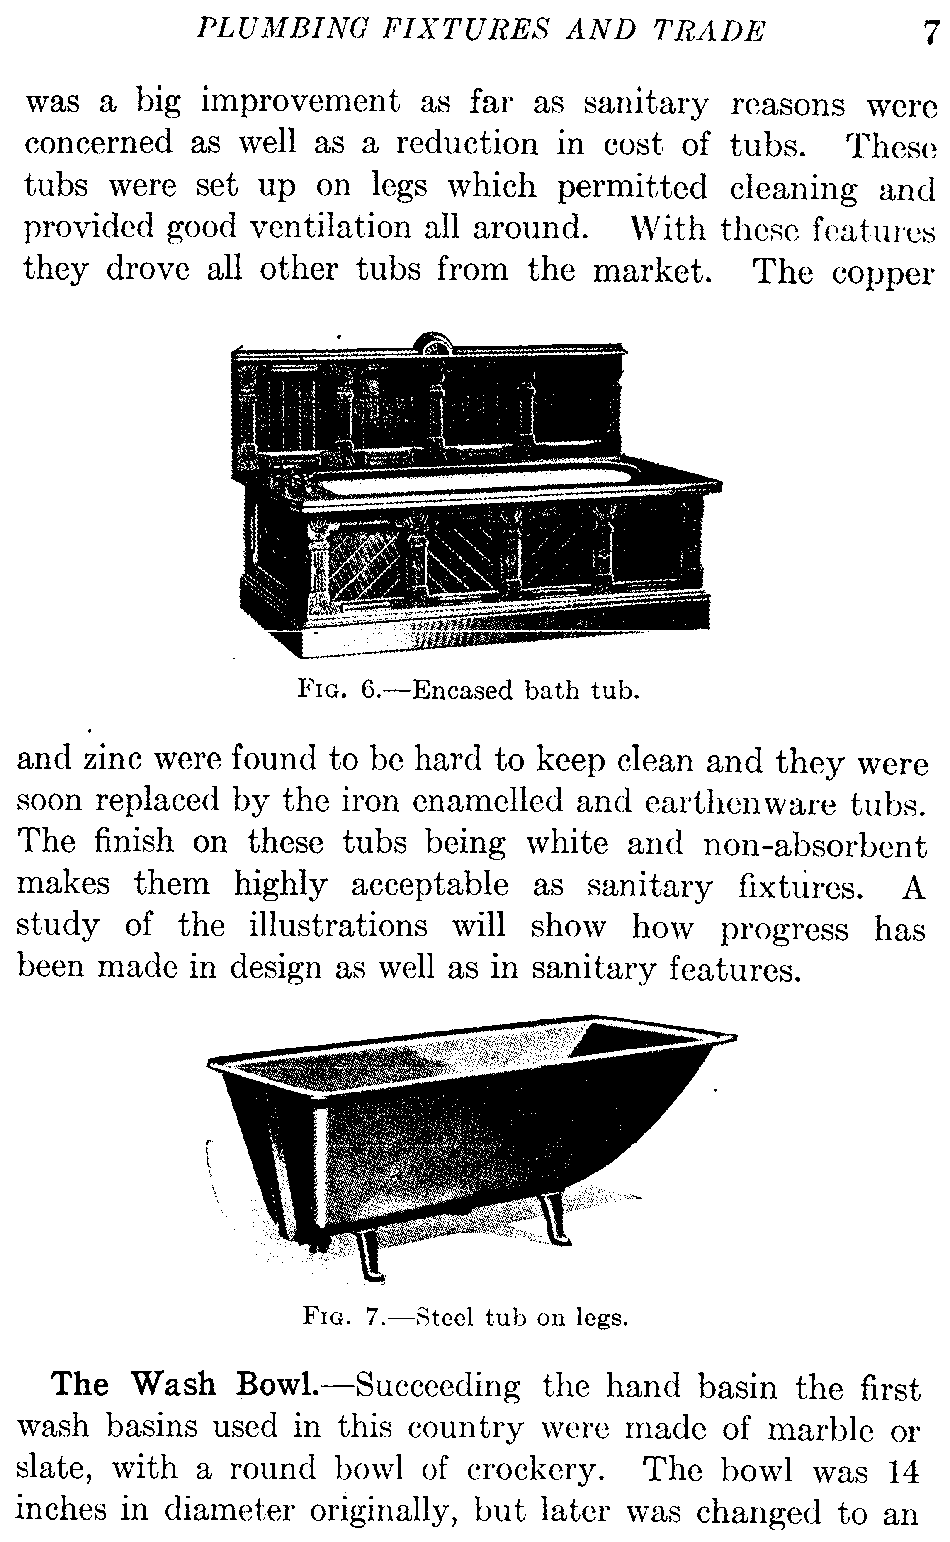 PLUMBING FIXTURES AND TRADE 7
was a big improvement as far as sanitary reasons were
concerned as well as a reduction in cost of tubs. These
tubs were set up on legs which permitted cleaning and
provided good ventilation all around. With these features
they drove all other tubs from the market. The copper
FIG. 6.—Encased bath tub.
and zinc were found to be hard to keep clean and they were
soon replaced by the iron enamelled and earthenware tubs.
The finish on these tubs being white and non-absorbent
makes them highly acceptable as sanitary fixtures. A
study of the illustrations will show how progress has
been made in design as well as in sanitary features.
FIG. 7.—Steel tub on legs.
The Wash Bowl.—Succeeding the hand basin the first
wash basins used in this country were made of marble or
slate, with a round bowl of crockery. The bowl was 14
inches in diameter originally, but later was changed to an